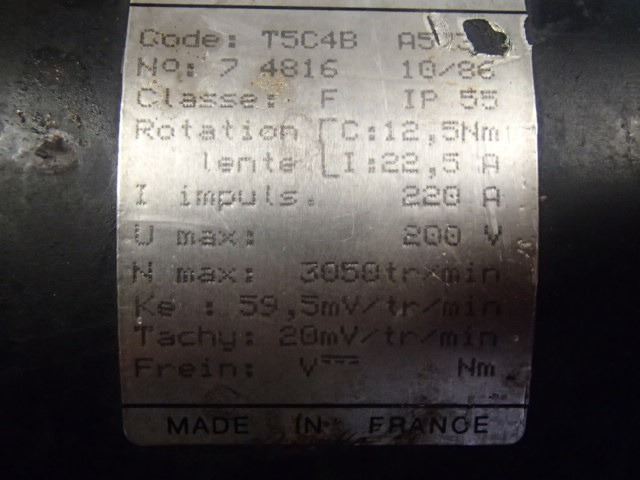 Code: T5C4B
Nº: 7 4816 10/86
Classe: F IP 55
Rotation [C:12,5Nm
lente [I:22,5 A
I impuls. 220 A
U max: 200 V
N max: 3050tr/min
Ke : 59,5mV/tr/min
Tachy: 20mV/tr/min
Frein: V⎓ Nm
MADE IN FRANCE